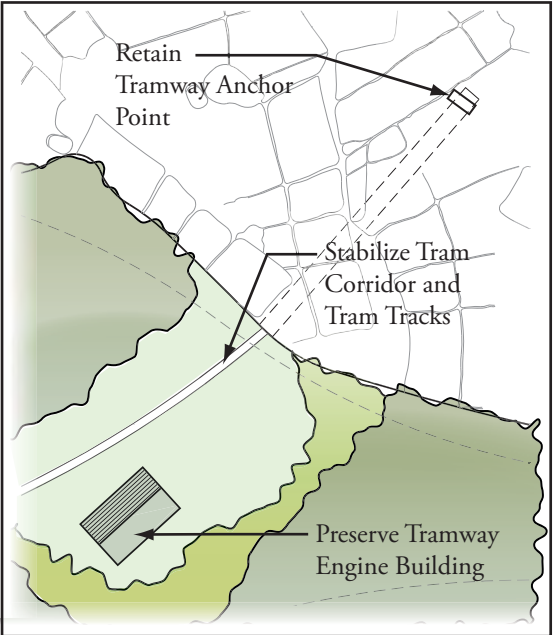 Retain
Tramway Anchor
Point
Stabilize Tram
Corridor and
Tram Tracks
Preserve Tramway
Engine Building